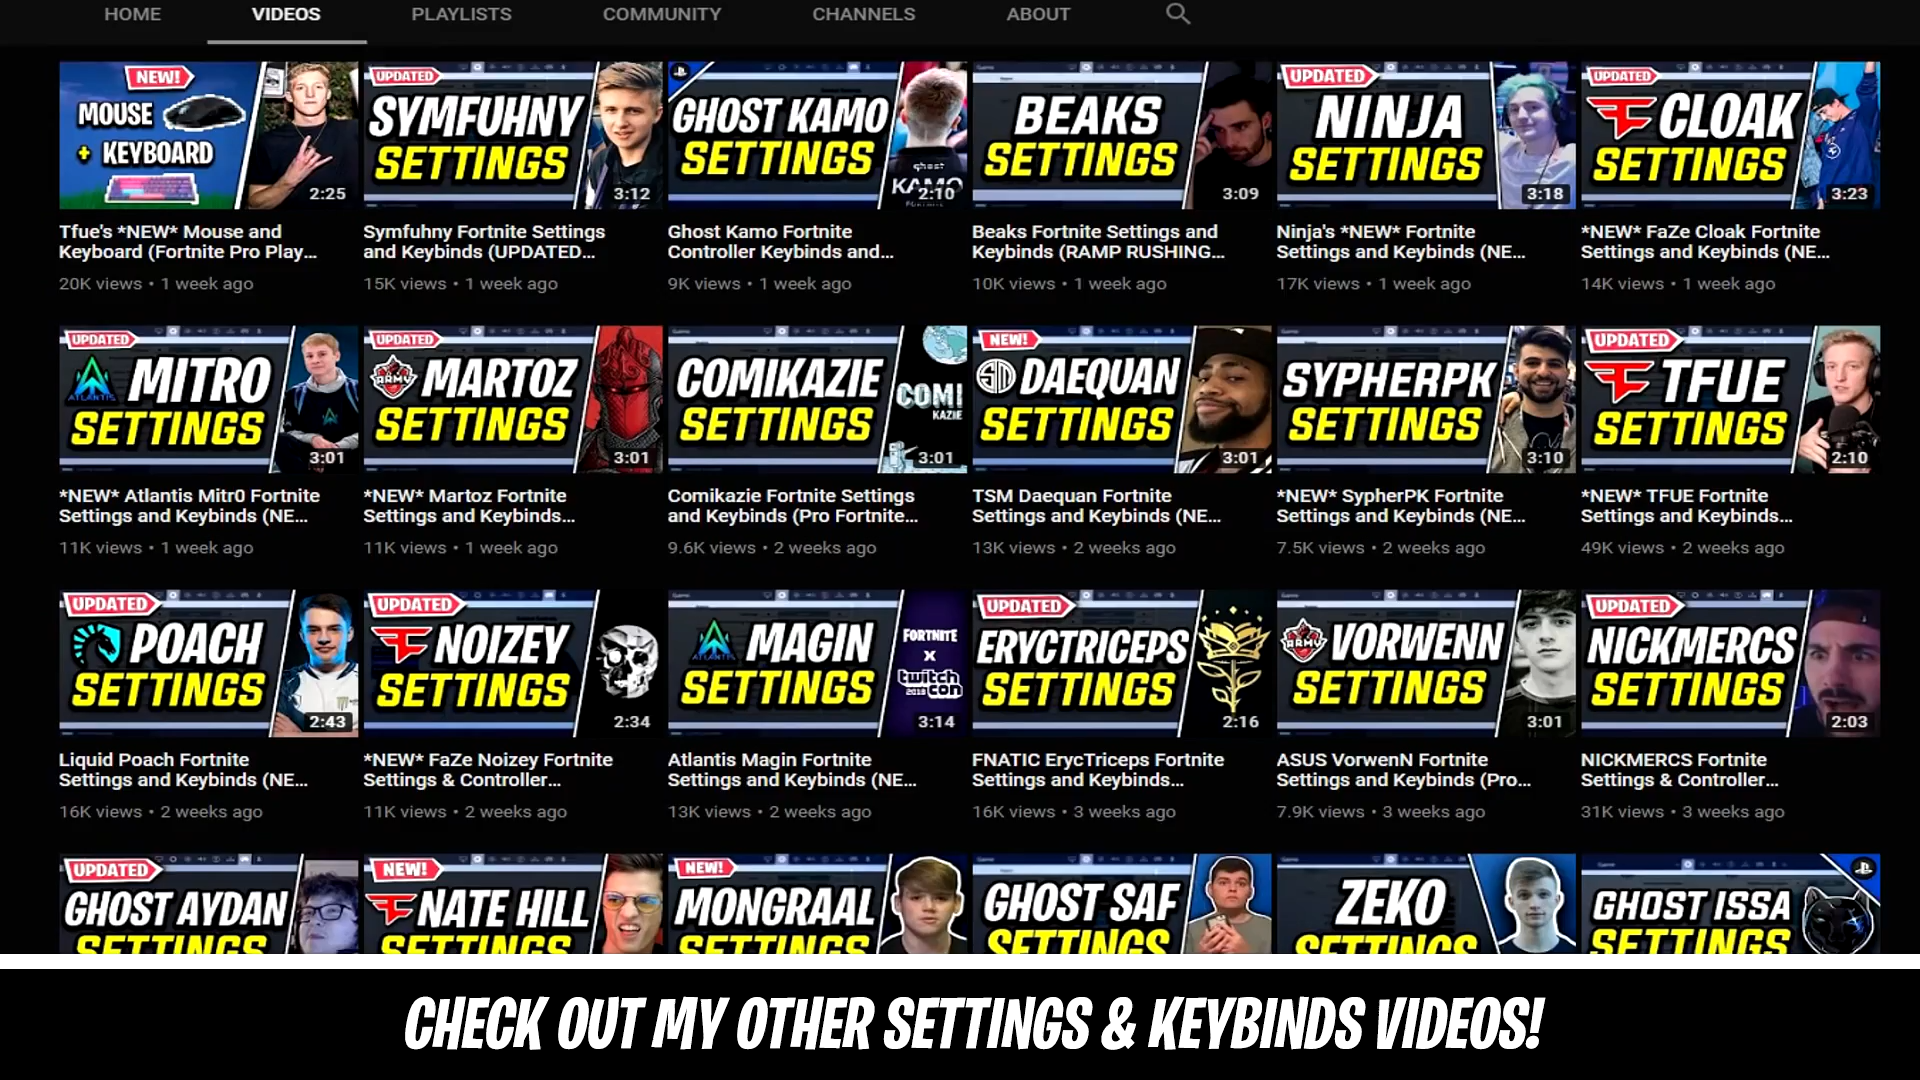 HOME VIDEOS PLAYLISTS COMMUNITY CHANNELS ABOUT
NEW!
MOUSE
+ KEYBOARD
2:25
Tfue's *NEW* Mouse and
Keyboard (Fortnite Pro Play...
20K views • 1 week ago
UPDATED
SYMFUHNY
SETTINGS
3:12
Symfuhny Fortnite Settings
and Keybinds (UPDATED...
15K views • 1 week ago
GHOST KAMO
SETTINGS
ghost
KAMO
2:10
Ghost Kamo Fortnite
Controller Keybinds and...
9K views • 1 week ago
BEAKS
SETTINGS
3:09
Beaks Fortnite Settings and
Keybinds (RAMP RUSHING...
10K views • 1 week ago
UPDATED
NINJA
SETTINGS
3:18
Ninja's *NEW* Fortnite
Settings and Keybinds (NE...
17K views • 1 week ago
UPDATED
CLOAK
SETTINGS
3:23
*NEW* FaZe Cloak Fortnite
Settings and Keybinds (NE...
14K views • 1 week ago
UPDATED
ATLANTIS
MITRO
SETTINGS
3:01
*NEW* Atlantis Mitr0 Fortnite
Settings and Keybinds (NE...
11K views • 1 week ago
UPDATED
ARMY
MARTOZ
SETTINGS
3:01
*NEW* Martoz Fortnite
Settings and Keybinds...
11K views • 1 week ago
COMIKAZIE
SETTINGS
COMI
KAZIE
3:01
Comikazie Fortnite Settings
and Keybinds (Pro Fortnite...
9.6K views • 2 weeks ago
NEW!
TSM
DAEQUAN
SETTINGS
3:01
TSM Daequan Fortnite
Settings and Keybinds (NE...
13K views • 2 weeks ago
SYPHERPK
SETTINGS
3:10
*NEW* SypherPK Fortnite
Settings and Keybinds (NE...
7.5K views • 2 weeks ago
UPDATED
TFUE
SETTINGS
2:10
*NEW* TFUE Fortnite
Settings and Keybinds...
49K views • 2 weeks ago
UPDATED
POACH
SETTINGS
2:43
Liquid Poach Fortnite
Settings and Keybinds (NE...
16K views • 2 weeks ago
UPDATED
NOIZEY
SETTINGS
2:34
*NEW* FaZe Noizey Fortnite
Settings & Controller...
11K views • 2 weeks ago
ATLANTIS
MAGIN
SETTINGS
FORTNITE
X
twitch
2018 con
3:14
Atlantis Magin Fortnite
Settings and Keybinds (NE...
13K views • 2 weeks ago
UPDATED
ERYCTRICEPS
SETTINGS
2:16
FNATIC ErycTriceps Fortnite
Settings and Keybinds...
16K views • 3 weeks ago
ARMY
VORWENN
SETTINGS
3:01
ASUS VorwenN Fortnite
Settings and Keybinds (Pro...
7.9K views • 3 weeks ago
UPDATED
NICKMERCS
SETTINGS
2:03
NICKMERCS Fortnite
Settings & Controller...
31K views • 3 weeks ago
UPDATED
GHOST AYDAN
SETTINGS
NEW!
NATE HILL
SETTINGS
NEW!
MONGRAAL
SETTINGS
GHOST SAF
SETTINGS
ZEKO
SETTINGS
GHOST ISSA
SETTINGS
CHECK OUT MY OTHER SETTINGS & KEYBINDS VIDEOS!